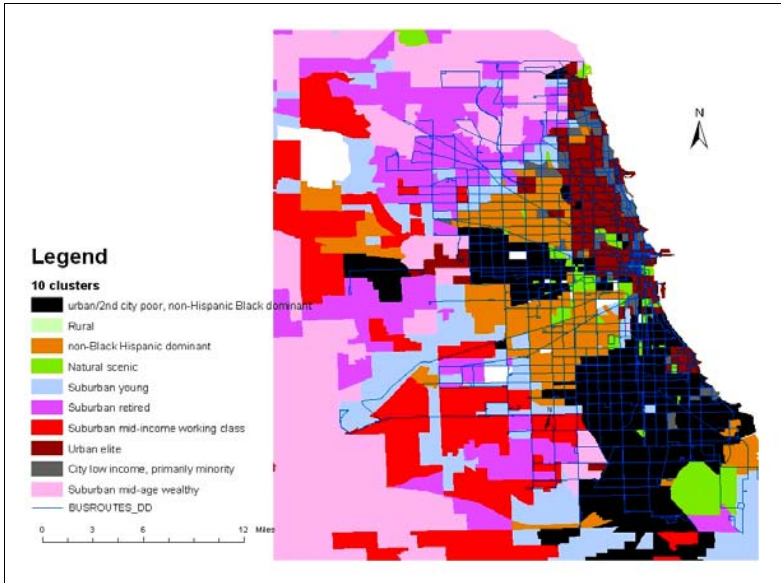 N
Legend
10 clusters
urban/2nd city poor, non-Hispanic Black dominant
Rural
non-Black Hispanic dominant
Natural scenic
Suburban young
Suburban retired
Suburban mid-income working class
Urban elite
City low income, primarily minority
Suburban mid-age wealthy
BUSROUTES_DD
0 3 6 12 Miles
N